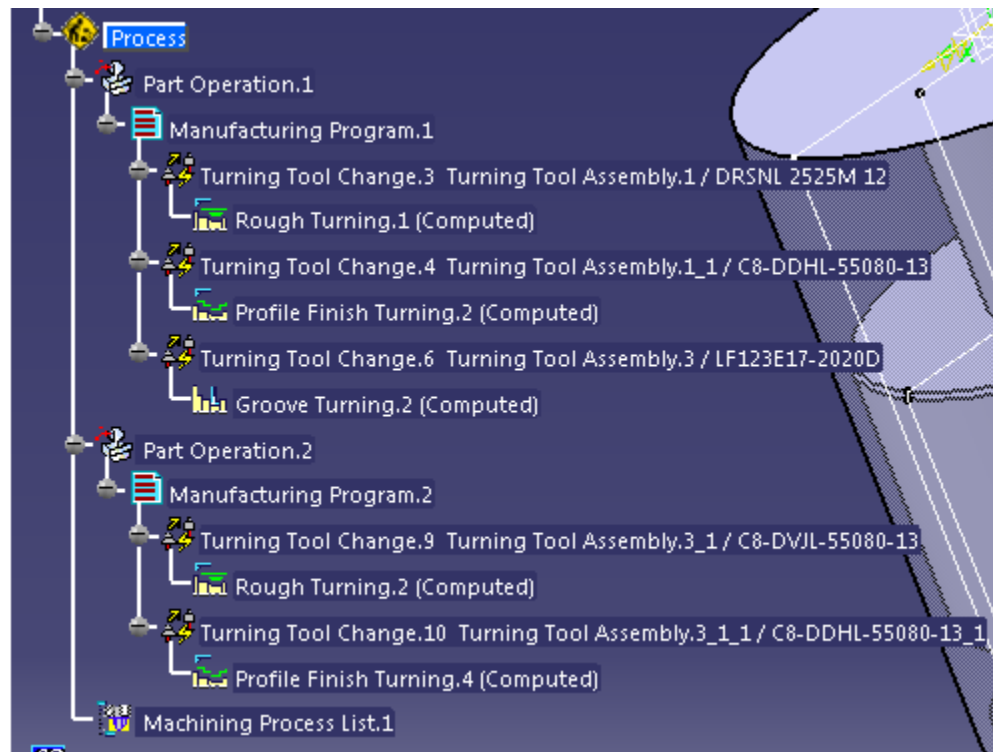 Process
Part Operation.1
Manufacturing Program.1
Turning Tool Change.3 Turning Tool Assembly.1 / DRSNL 2525M 12
Rough Turning.1 (Computed)
Turning Tool Change.4 Turning Tool Assembly.1_1 / C8-DDHL-55080-13
Profile Finish Turning.2 (Computed)
Turning Tool Change.6 Turning Tool Assembly.3 / LF123E17-2020D
Groove Turning.2 (Computed)
Part Operation.2
Manufacturing Program.2
Turning Tool Change.9 Turning Tool Assembly.3_1 / C8-DVJL-55080-13
Rough Turning.2 (Computed)
Turning Tool Change.10 Turning Tool Assembly.3_1_1 / C8-DDHL-55080-13_1
Profile Finish Turning.4 (Computed)
Machining Process List.1